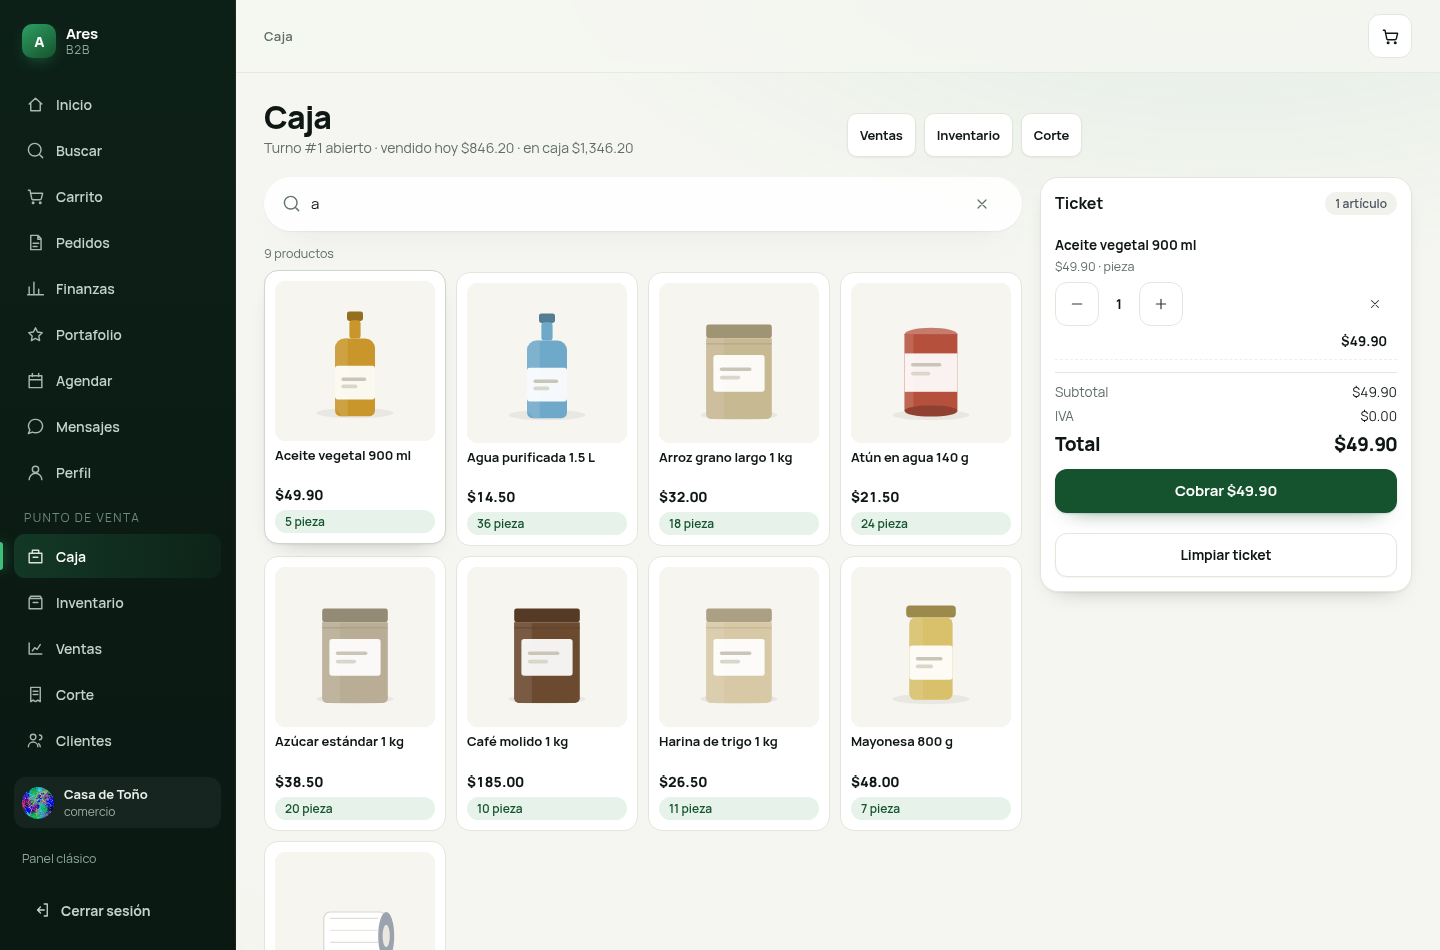 A
Ares
B2B
Inicio
Buscar
Carrito
Pedidos
Finanzas
Portafolio
Agendar
Mensajes
Perfil
PUNTO DE VENTA
Caja
Inventario
Ventas
Corte
Clientes
Casa de Toño
comercio
Panel clásico
Cerrar sesión
Caja
Caja
Turno #1 abierto · vendido hoy $846.20 · en caja $1,346.20
Ventas
Inventario
Corte
a
9 productos
Aceite vegetal 900 ml
$49.90
5 pieza
Agua purificada 1.5 L
$14.50
36 pieza
Arroz grano largo 1 kg
$32.00
18 pieza
Atún en agua 140 g
$21.50
24 pieza
Azúcar estándar 1 kg
$38.50
20 pieza
Café molido 1 kg
$185.00
10 pieza
Harina de trigo 1 kg
$26.50
11 pieza
Mayonesa 800 g
$48.00
7 pieza
Ticket
1 artículo
Aceite vegetal 900 ml
$49.90 · pieza
1
$49.90
Subtotal $49.90
IVA $0.00
Total $49.90
Cobrar $49.90
Limpiar ticket